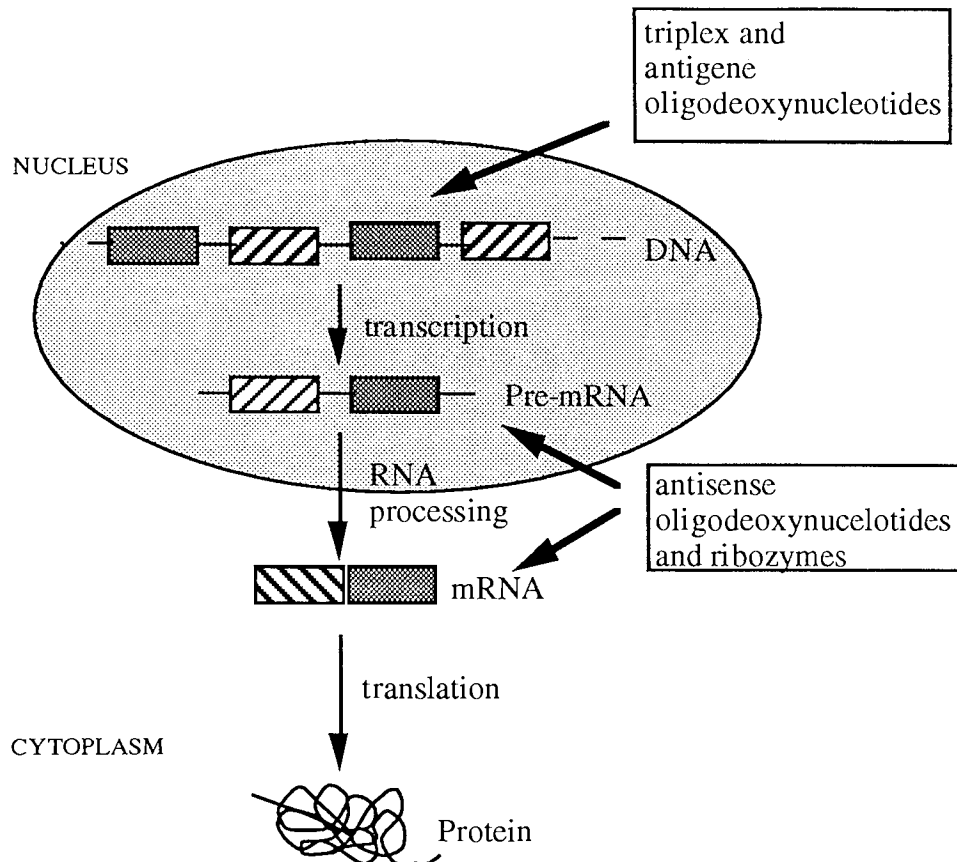 triplex and
antigene
oligodeoxynucleotides
NUCLEUS
DNA
transcription
Pre-mRNA
RNA
processing
antisense
oligodeoxynucelotides
and ribozymes
mRNA
translation
CYTOPLASM
Protein